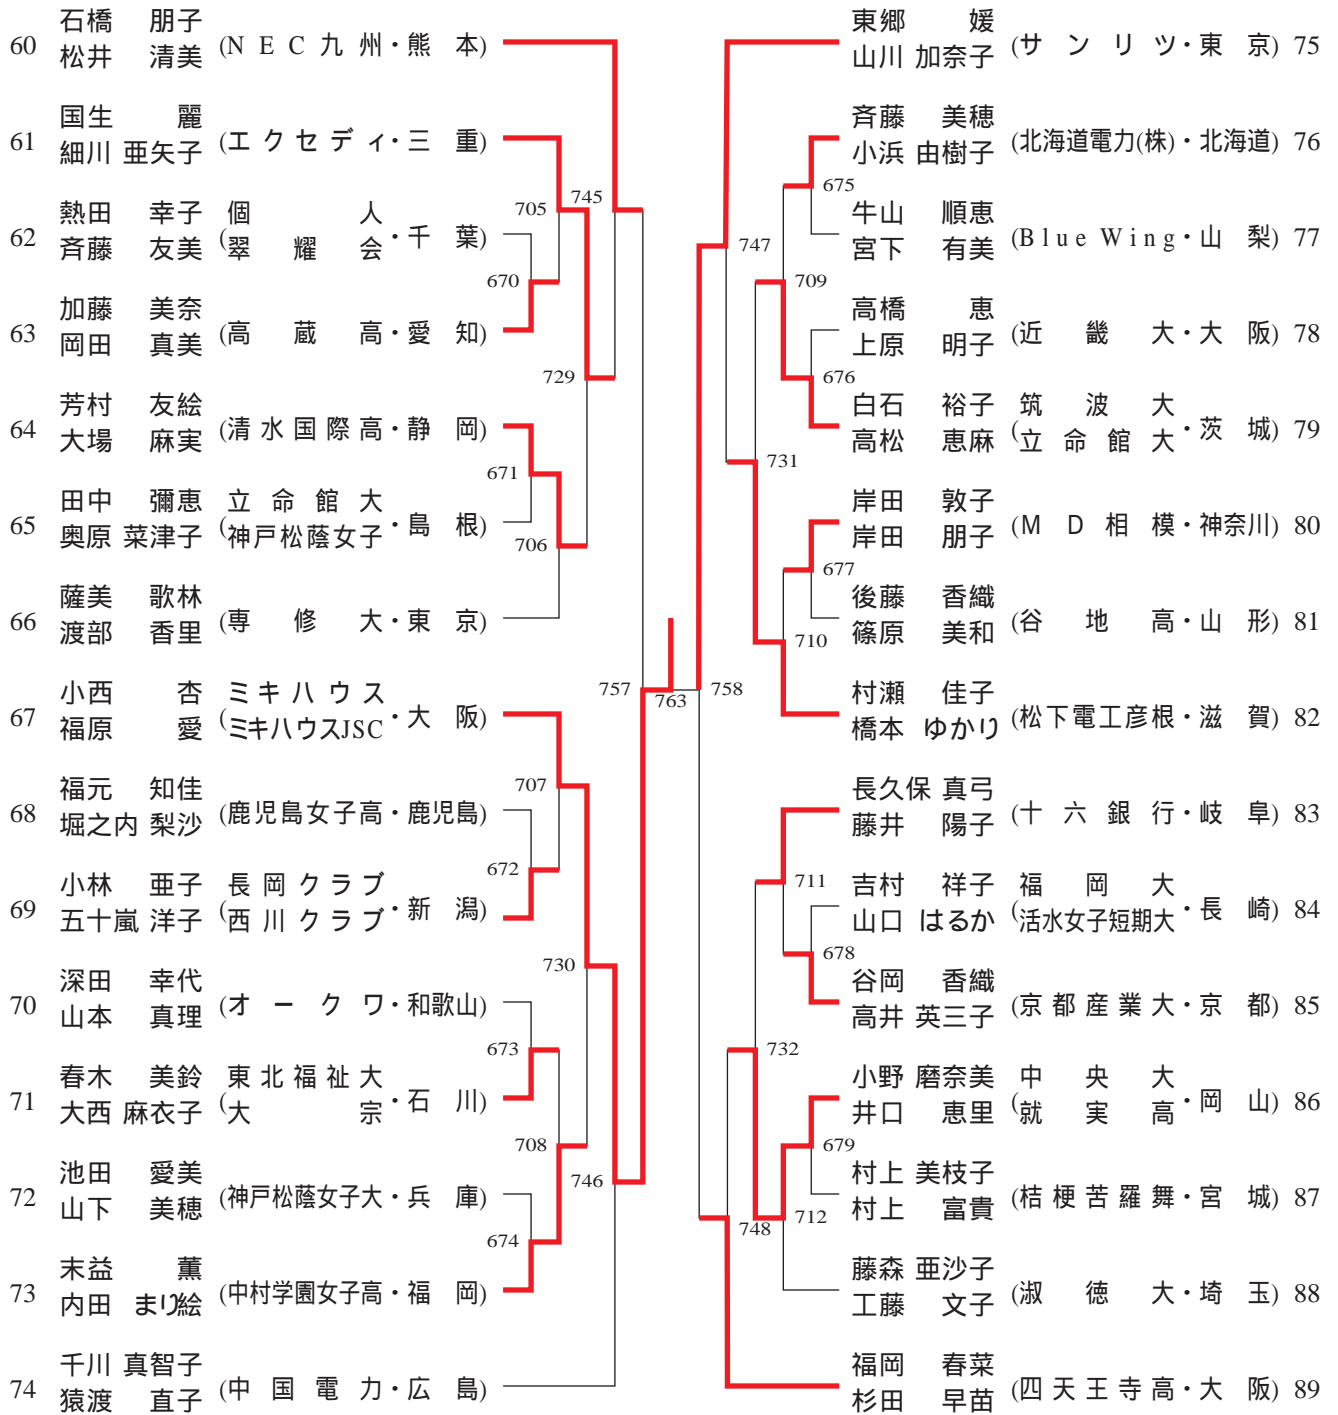 石橋 朋子
60 (NEC九州・熊本)
松井 清美
国生 麗
61 (エクセディ・三重)
細川 亜矢子
熱田 幸子 個人
62 (・千葉)
斉藤 友美 翠耀会
加藤 美奈
63 (高蔵高・愛知)
岡田 真美
芳村 友絵
64 (清水国際高・静岡)
大場 麻実
田中 彌恵 立命館大
65 (・島根)
奥原 菜津子 神戸松蔭女子
薩美 歌林
66 (専修大・東京)
渡部 香里
小西 杏 ミキハウス
67 (・大阪)
福原 愛 ミキハウスJSC
福元 知佳
68 (鹿児島女子高・鹿児島)
堀之内 梨沙
小林 亜子 長岡クラブ
69 (・新潟)
五十嵐 洋子 西川クラブ
深田 幸代
70 (オークワ・和歌山)
山本 真理
春木 美鈴 東北福祉大
71 (・石川)
大西 麻衣子 大宗
池田 愛美
72 (神戸松蔭女子大・兵庫)
山下 美穂
末益 薫
73 (中村学園女子高・福岡)
内田 まり絵
千川 真智子
74 (中国電力・広島)
猿渡 直子
705
745
670
729
671
706
757
763
758
707
672
730
673
708
746
674
747
675
709
676
731
677
710
711
678
732
679
748
712
東郷 媛
(サンリツ・東京) 75
山川 加奈子
斉藤 美穂
(北海道電力(株)・北海道) 76
小浜 由樹子
牛山 順恵
(Blue Wing・山梨) 77
宮下 有美
高橋 恵
(近畿大・大阪) 78
上原 明子
白石 裕子 筑波大
(・茨城) 79
高松 恵麻 立命館大
岸田 敦子
(MD相模・神奈川) 80
岸田 朋子
後藤 香織
(谷地高・山形) 81
篠原 美和
村瀬 佳子
(松下電工彦根・滋賀) 82
橋本 ゆかり
長久保 真弓
(十六銀行・岐阜) 83
藤井 陽子
吉村 祥子 福岡大
(・長崎) 84
山口 はるか 活水女子短期大
谷岡 香織
(京都産業大・京都) 85
高井 英三子
小野 磨奈美 中央大
(・岡山) 86
井口 恵里 就実高
村上 美枝子
(桔梗苦羅舞・宮城) 87
村上 富貴
藤森 亜沙子
(淑徳大・埼玉) 88
工藤 文子
福岡 春菜
(四天王寺高・大阪) 89
杉田 早苗